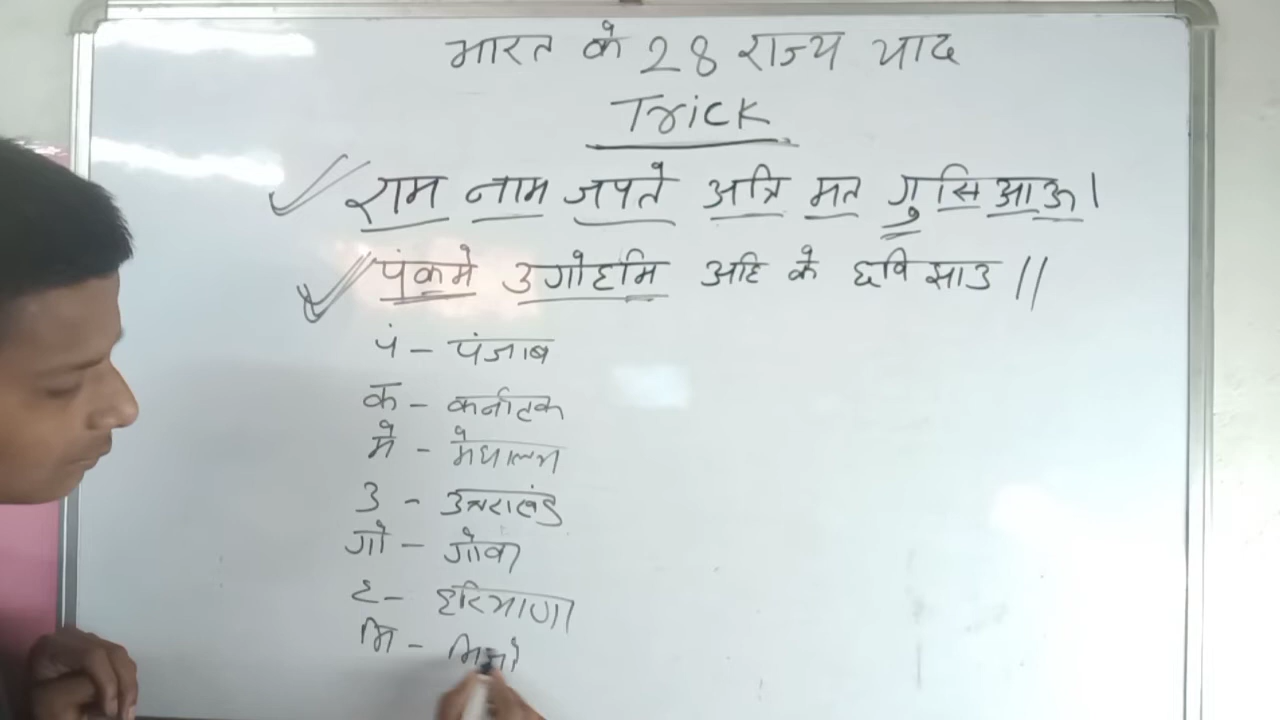 भारत के 28 राज्य याद
Trick
राम नाम जपते अत्रि मत गुसिआऊ।
पंकमे उगोहमि अहि के छविसाउ।।
पं – पंजाब
क – कर्नाटक
मे – मेघालय
उ – उत्तराखंड
गो – गोवा
ह – हरियाणा
मि – मिजो